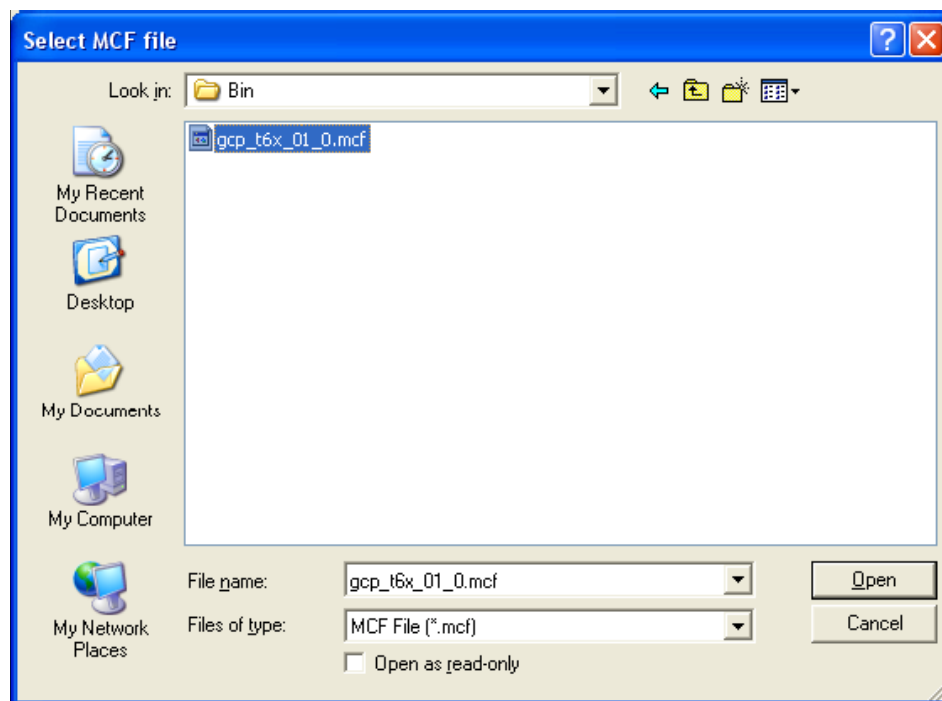 Select MCF file
Look in:
Bin
gcp_t6x_01_0.mcf
My Recent
Documents
Desktop
My Documents
My Computer
My Network
Places
File name:
gcp_t6x_01_0.mcf
Open
Files of type:
MCF File (*.mcf)
Cancel
Open as read-only